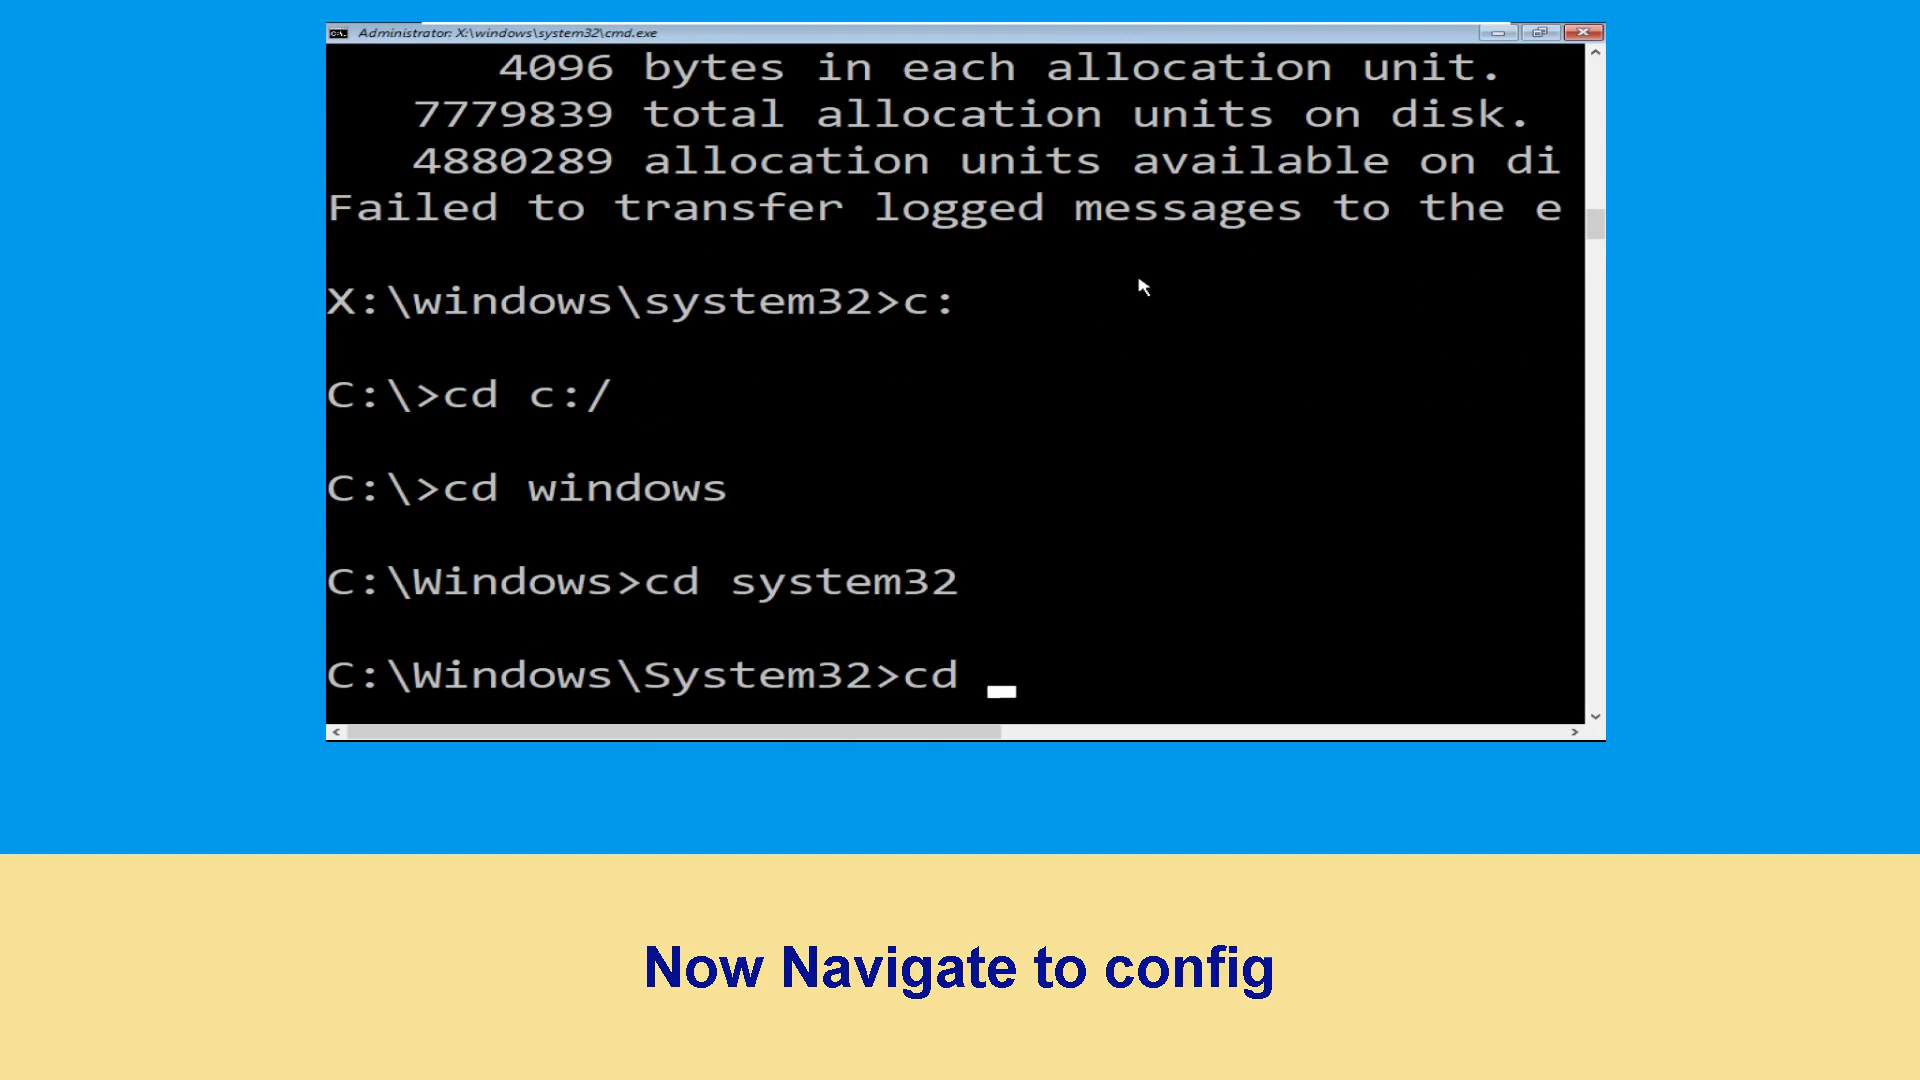 Administrator: X:\windows\system32\cmd.exe
4096 bytes in each allocation unit.
7779839 total allocation units on disk.
4880289 allocation units available on di
Failed to transfer logged messages to the e
X:\windows\system32>c:
C:\>cd c:/
C:\>cd windows
C:\Windows>cd system32
C:\Windows\System32>cd
Now Navigate to config